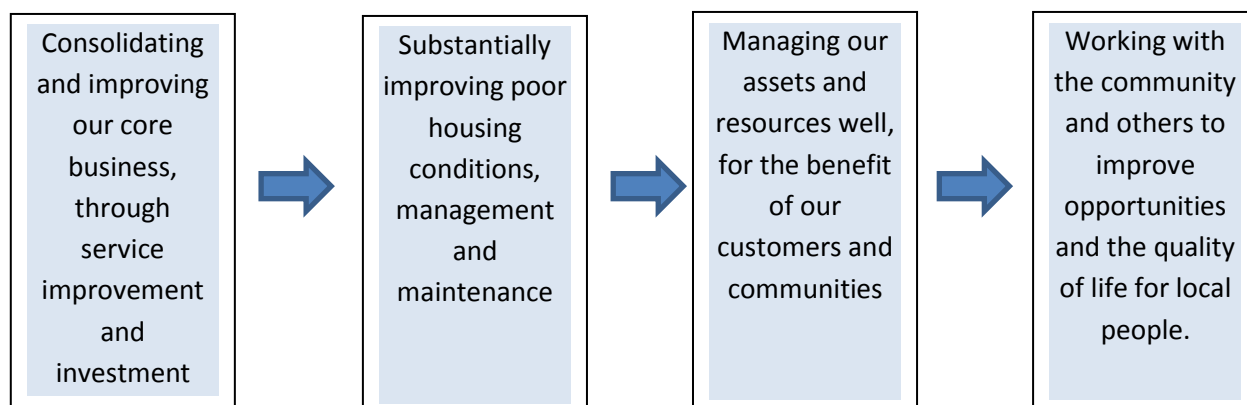 Consolidating
and improving
our core
business,
through
service
improvement
and
investment
Substantially
improving poor
housing
conditions,
management
and
maintenance
Managing our
assets and
resources well,
for the benefit
of our
customers and
communities
Working with
the community
and others to
improve
opportunities
and the quality
of life for local
people.